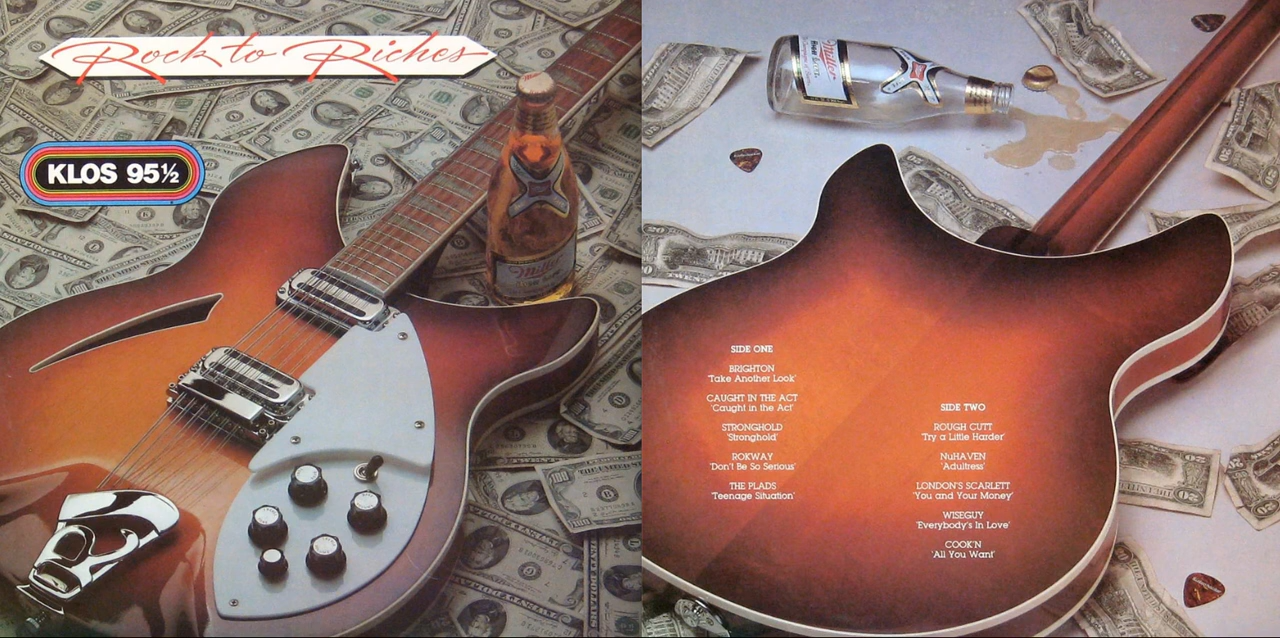 Rock to Riches
KLOS 95½
Miller
Miller
SIDE ONE
BRIGHTON
'Take Another Look'
CAUGHT IN THE ACT
'Caught in the Act'
STRONGHOLD
'Stronghold'
ROKWAY
'Don't Be So Serious'
THE PLADS
'Teenage Situation'
SIDE TWO
ROUGH CUTT
'Try a Little Harder'
NuHAVEN
'Adultress'
LONDON'S SCARLETT
'You and Your Money'
WISEGUY
'Everybody's In Love'
COOK'N
'All You Want'